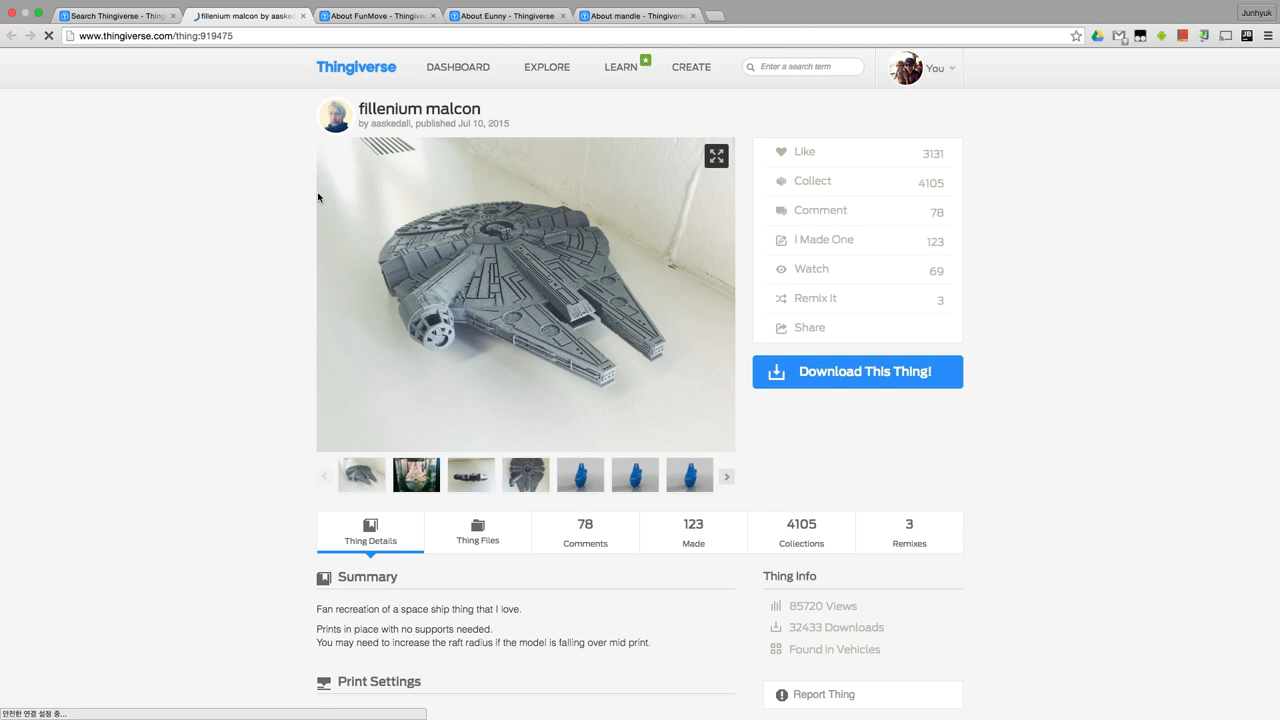 Search Thingiverse - Thing
fillenium malcon by aasked
About FunMove - Thingive
About Eunny - Thingiverse
About mandle - Thingivers
Junhyuk
www.thingiverse.com/thing:919475
Thingiverse
DASHBOARD
EXPLORE
LEARN
CREATE
Enter a search term
You
fillenium malcon
by aaskedall, published Jul 10, 2015
Like 3131
Collect 4105
Comment 78
I Made One 123
Watch 69
Remix It 3
Share
Download This Thing!
Thing Details
Thing Files
78
Comments
123
Made
4105
Collections
3
Remixes
Summary
Fan recreation of a space ship thing that I love.
Prints in place with no supports needed.
You may need to increase the raft radius if the model is falling over mid print.
Print Settings
Thing Info
85720 Views
32433 Downloads
Found in Vehicles
Report Thing
안전한 연결 설정 중...